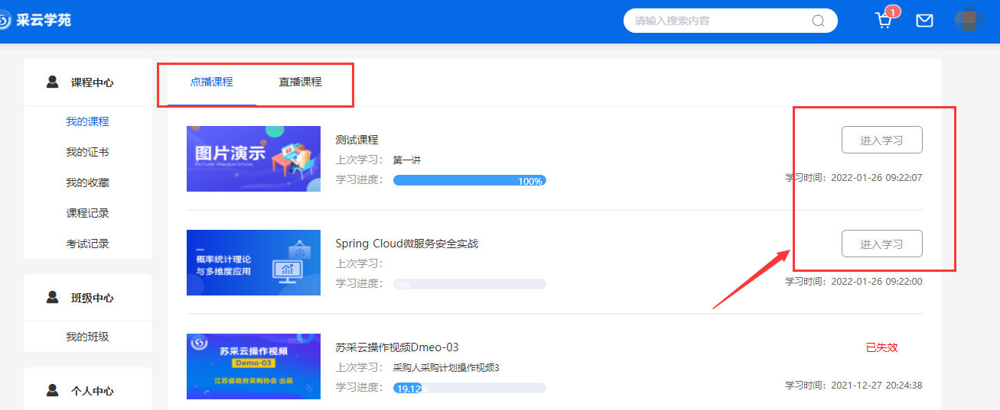 采云学苑
请输入搜索内容
1
课程中心
我的课程
我的证书
我的收藏
课程记录
考试记录
班级中心
我的班级
个人中心
点播课程
直播课程
图片演示
PICTURE PRESENTATION
测试课程
上次学习： 第一讲
学习进度： 100%
进入学习
学习时间：2022-01-26 09:22:07
概率统计理论
与多维度应用
Spring Cloud微服务安全实战
上次学习：
学习进度： 0%
进入学习
学习时间：2022-01-26 09:22:00
苏采云操作视频
Demo-03
江苏省政府采购协会 出品
苏采云操作视频Dmeo-03
上次学习： 采购人采购计划操作视频3
学习进度： 19.12%
已失效
学习时间：2021-12-27 20:24:38